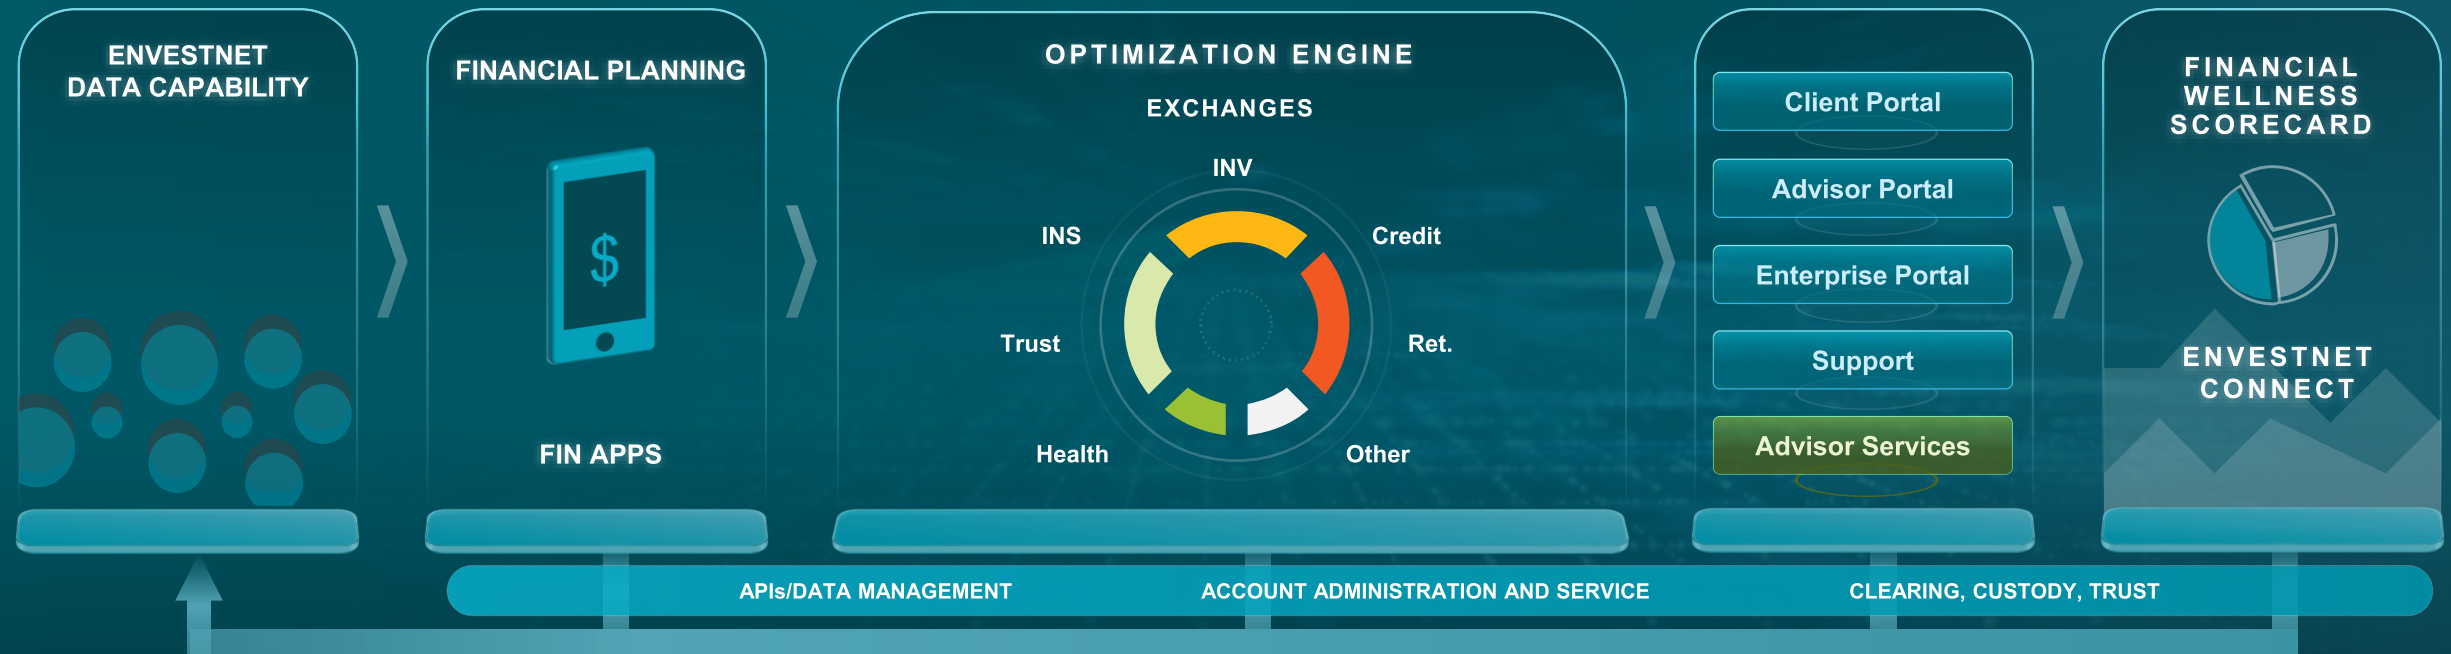 ENVESTNET
DATA CAPABILITY
FINANCIAL PLANNING
$
FIN APPS
OPTIMIZATION ENGINE
EXCHANGES
INV
INS
Credit
Trust
Ret.
Health
Other
Client Portal
Advisor Portal
Enterprise Portal
Support
Advisor Services
FINANCIAL
WELLNESS
SCORECARD
ENVESTNET
CONNECT
APIs/DATA MANAGEMENT
ACCOUNT ADMINISTRATION AND SERVICE
CLEARING, CUSTODY, TRUST